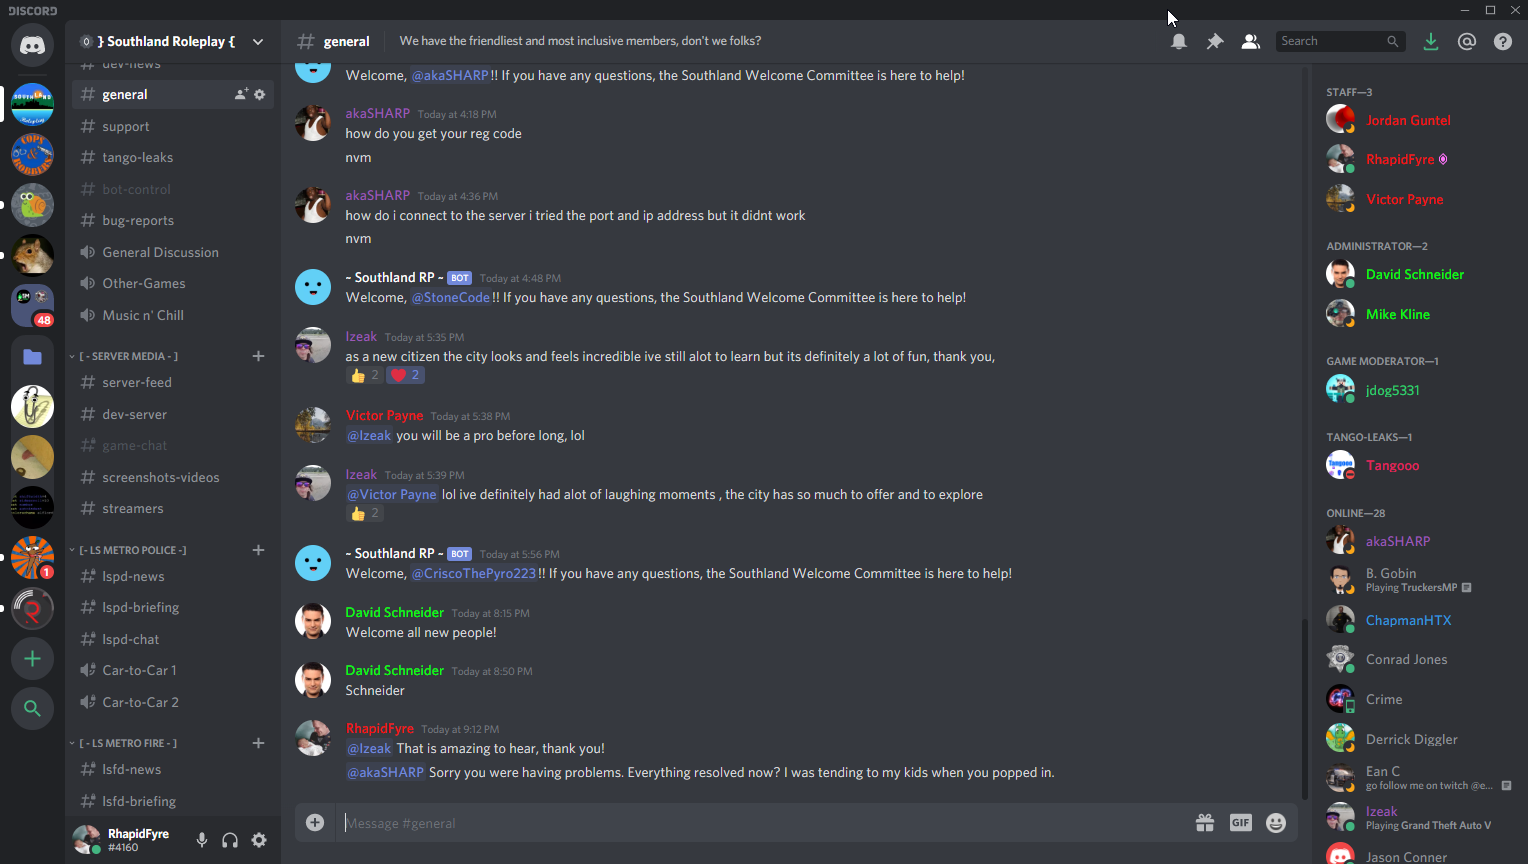 DISCORD
} Southland Roleplay {
# general
We have the friendliest and most inclusive members, don't we folks?
Search
dev-news
general
support
tango-leaks
bot-control
bug-reports
General Discussion
Other-Games
Music n' Chill
48
[ - SERVER MEDIA - ]
server-feed
dev-server
game-chat
screenshots-videos
streamers
[- LS METRO POLICE -]
lspd-news
lspd-briefing
lspd-chat
Car-to-Car 1
Car-to-Car 2
1
[ - LS METRO FIRE - ]
lsfd-news
lsfd-briefing
RhapidFyre
#4160
Welcome, @akaSHARP!! If you have any questions, the Southland Welcome Committee is here to help!
akaSHARP Today at 4:18 PM
how do you get your reg code
nvm
akaSHARP Today at 4:36 PM
how do i connect to the server i tried the port and ip address but it didnt work
nvm
~ Southland RP ~ BOT Today at 4:48 PM
Welcome, @StoneCode!! If you have any questions, the Southland Welcome Committee is here to help!
Izeak Today at 5:35 PM
as a new citizen the city looks and feels incredible ive still alot to learn but its definitely a lot of fun, thank you,
2 2
Victor Payne Today at 5:38 PM
@Izeak you will be a pro before long, lol
Izeak Today at 5:39 PM
@Victor Payne lol ive definitely had alot of laughing moments , the city has so much to offer and to explore
2
~ Southland RP ~ BOT Today at 5:56 PM
Welcome, @CriscoThePyro223!! If you have any questions, the Southland Welcome Committee is here to help!
David Schneider Today at 8:15 PM
Welcome all new people!
David Schneider Today at 8:50 PM
Schneider
RhapidFyre Today at 9:12 PM
@Izeak That is amazing to hear, thank you!
@akaSHARP Sorry you were having problems. Everything resolved now? I was tending to my kids when you popped in.
Message #general
GIF
STAFF—3
Jordan Guntel
RhapidFyre
Victor Payne
ADMINISTRATOR—2
David Schneider
Mike Kline
GAME MODERATOR—1
jdog5331
TANGO-LEAKS—1
Tangooo
ONLINE—28
akaSHARP
B. Gobin
Playing TruckersMP
ChapmanHTX
Conrad Jones
Crime
Derrick Diggler
Ean C
go follow me on twitch @e...
Izeak
Playing Grand Theft Auto V
Jason Conner